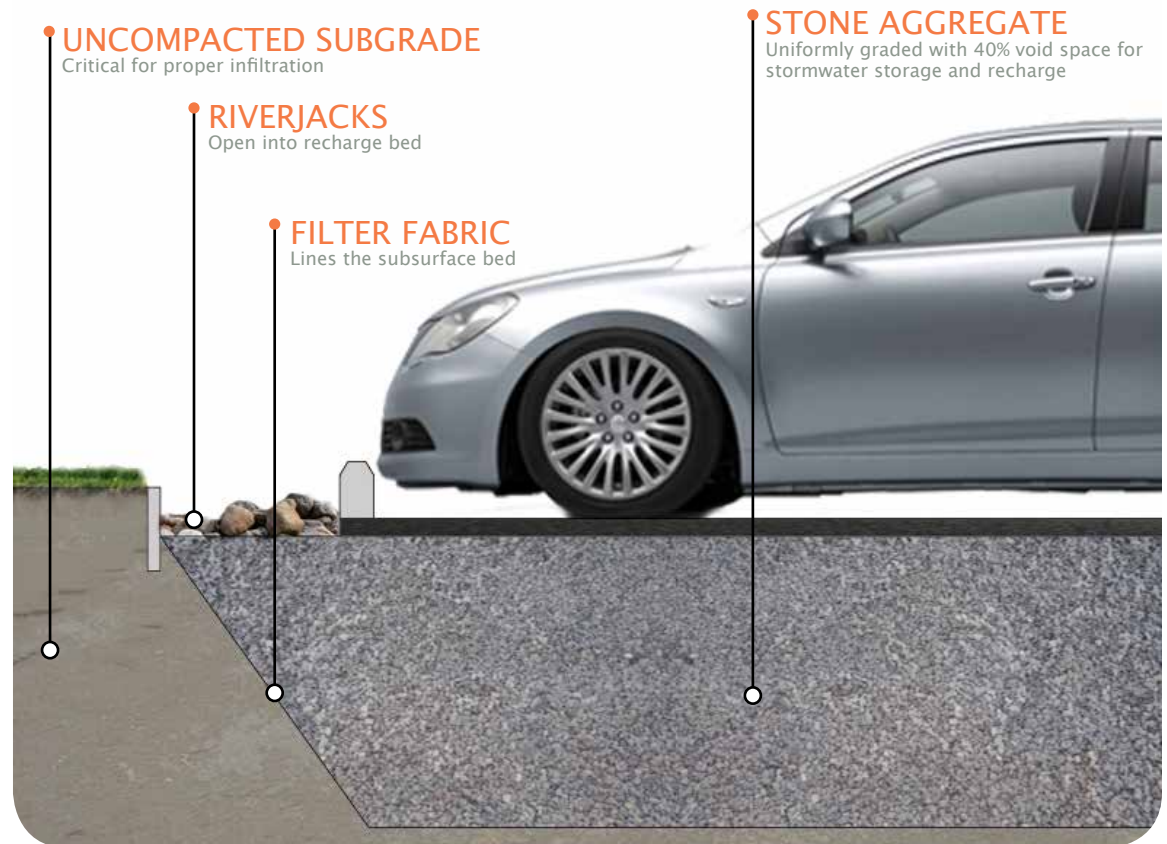 UNCOMPACTED SUBGRADE
Critical for proper infiltration
RIVERJACKS
Open into recharge bed
FILTER FABRIC
Lines the subsurface bed
STONE AGGREGATE
Uniformly graded with 40% void space for
stormwater storage and recharge